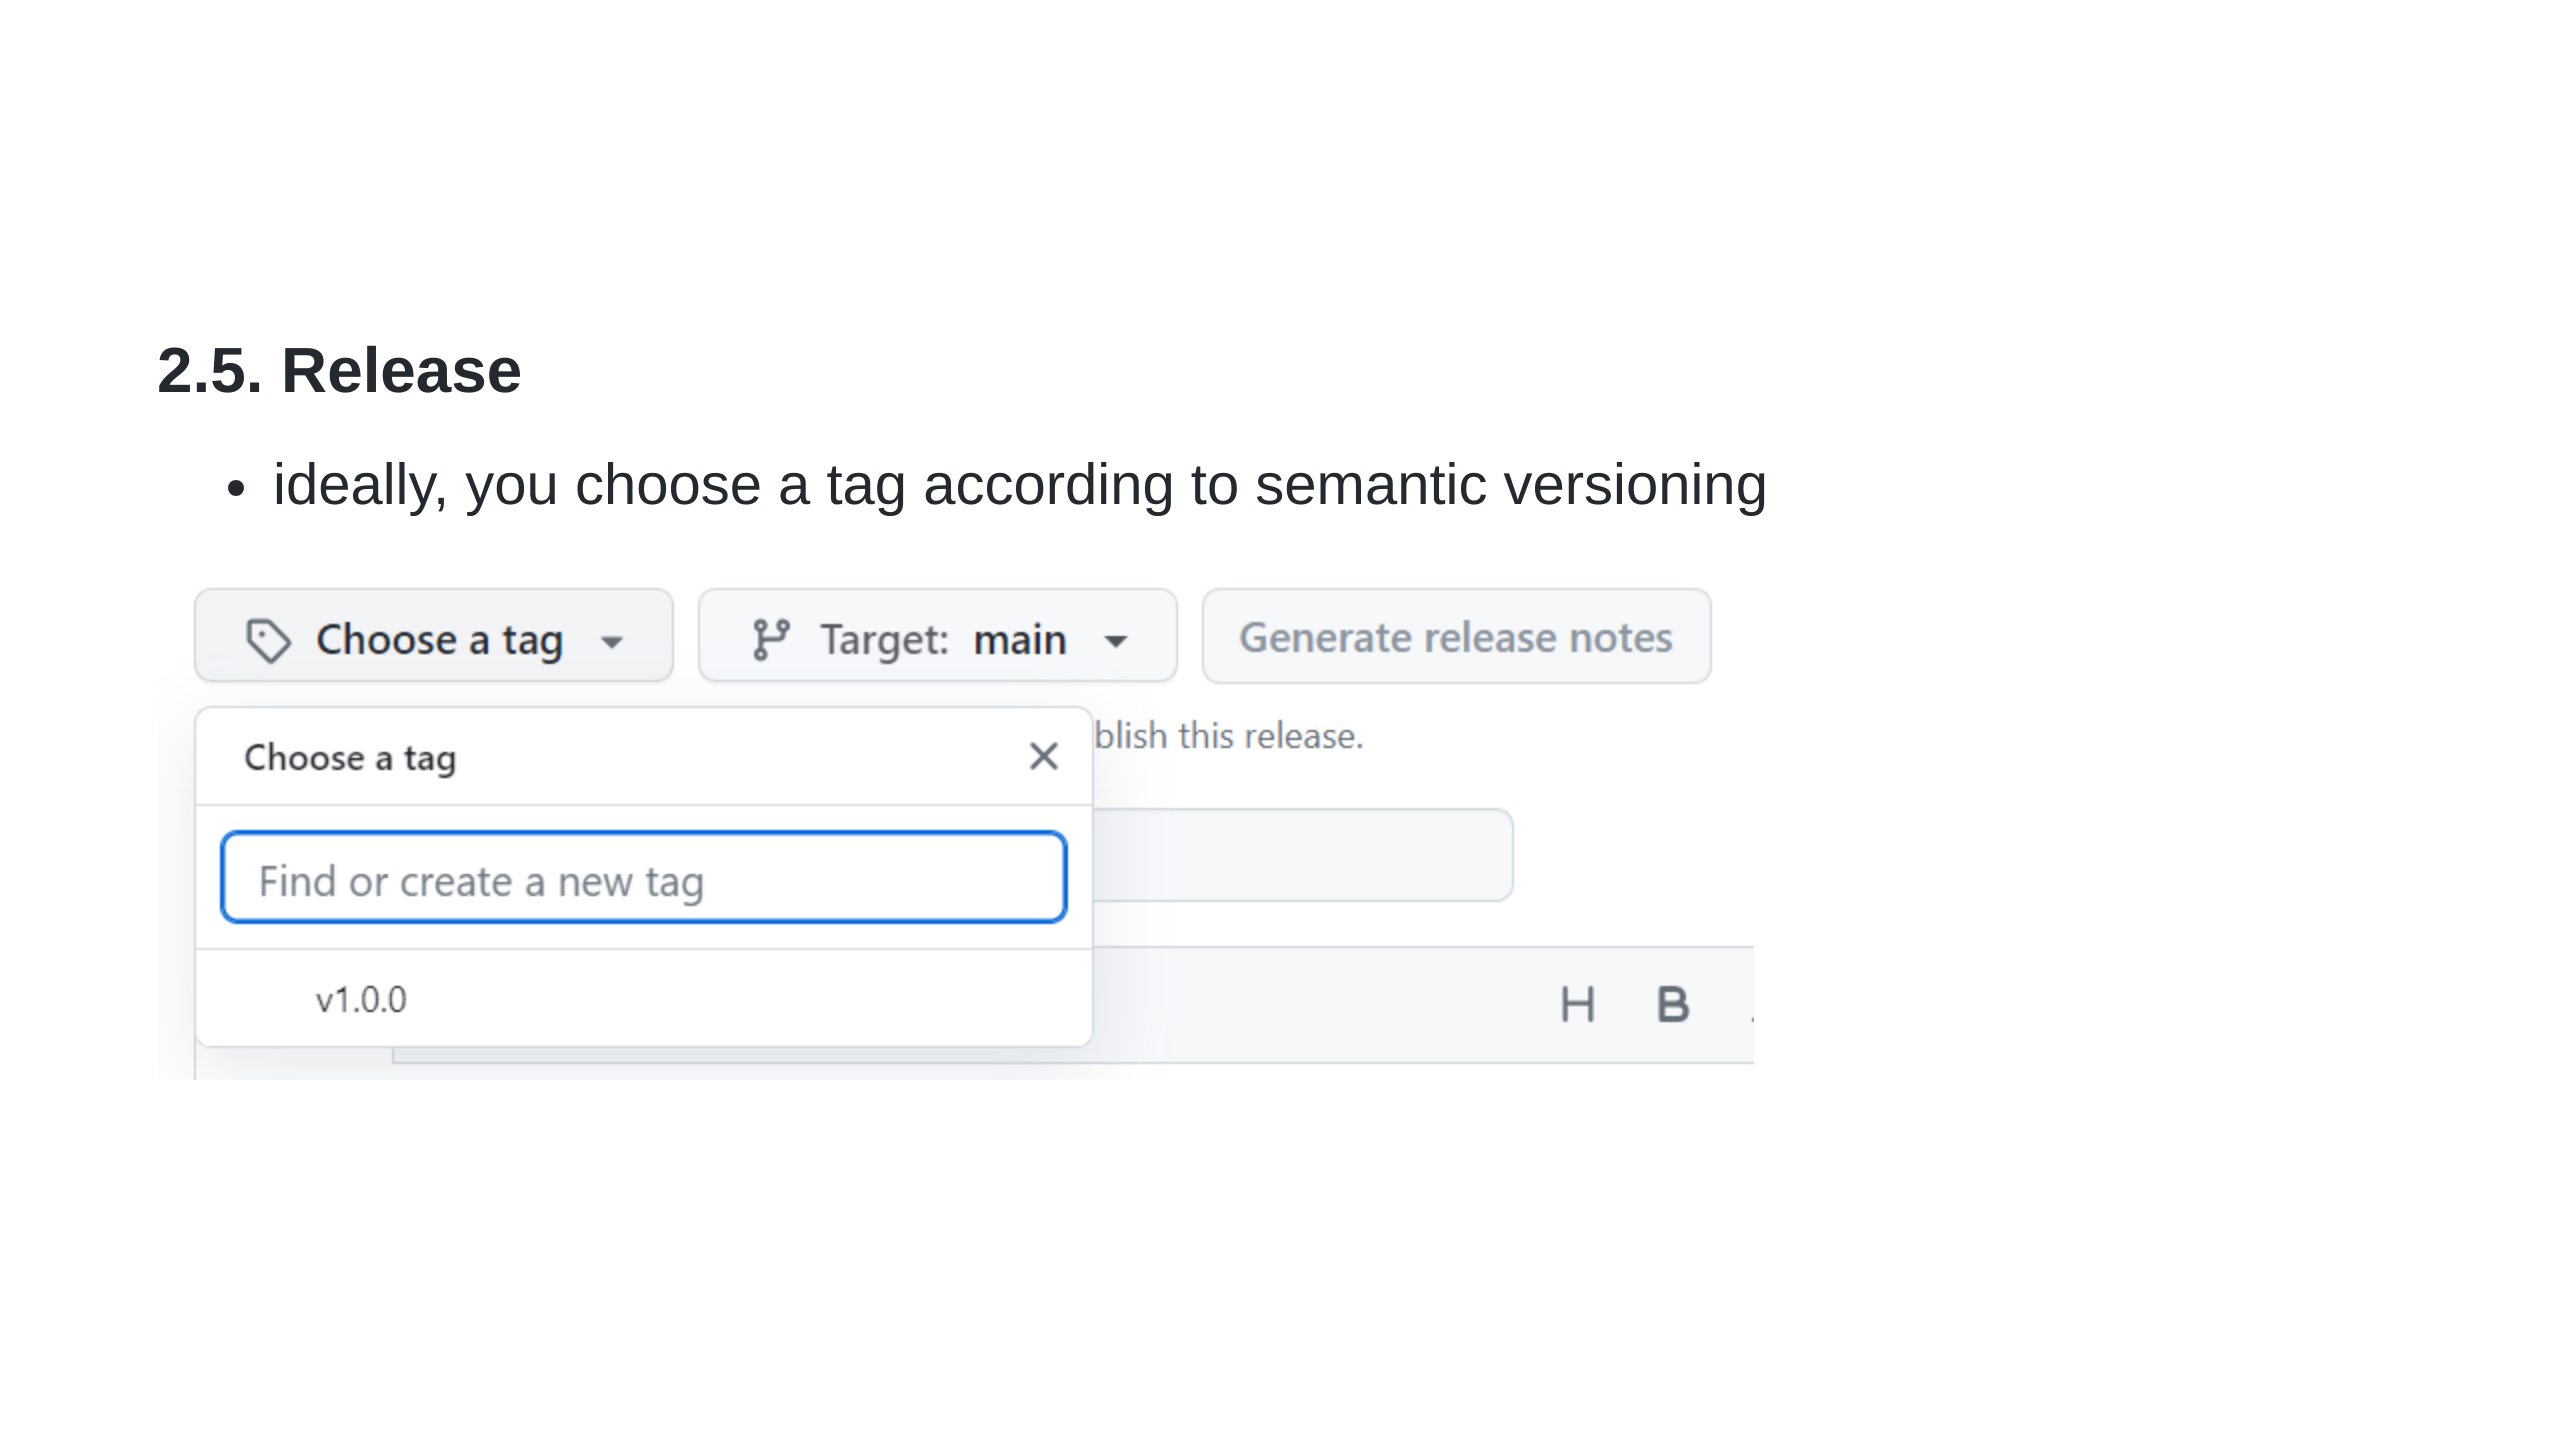 2.5. Release
• ideally, you choose a tag according to semantic versioning
Choose a tag Target: main Generate release notes
this release.
Choose a tag
Find or create a new tag
v1.0.0
H B